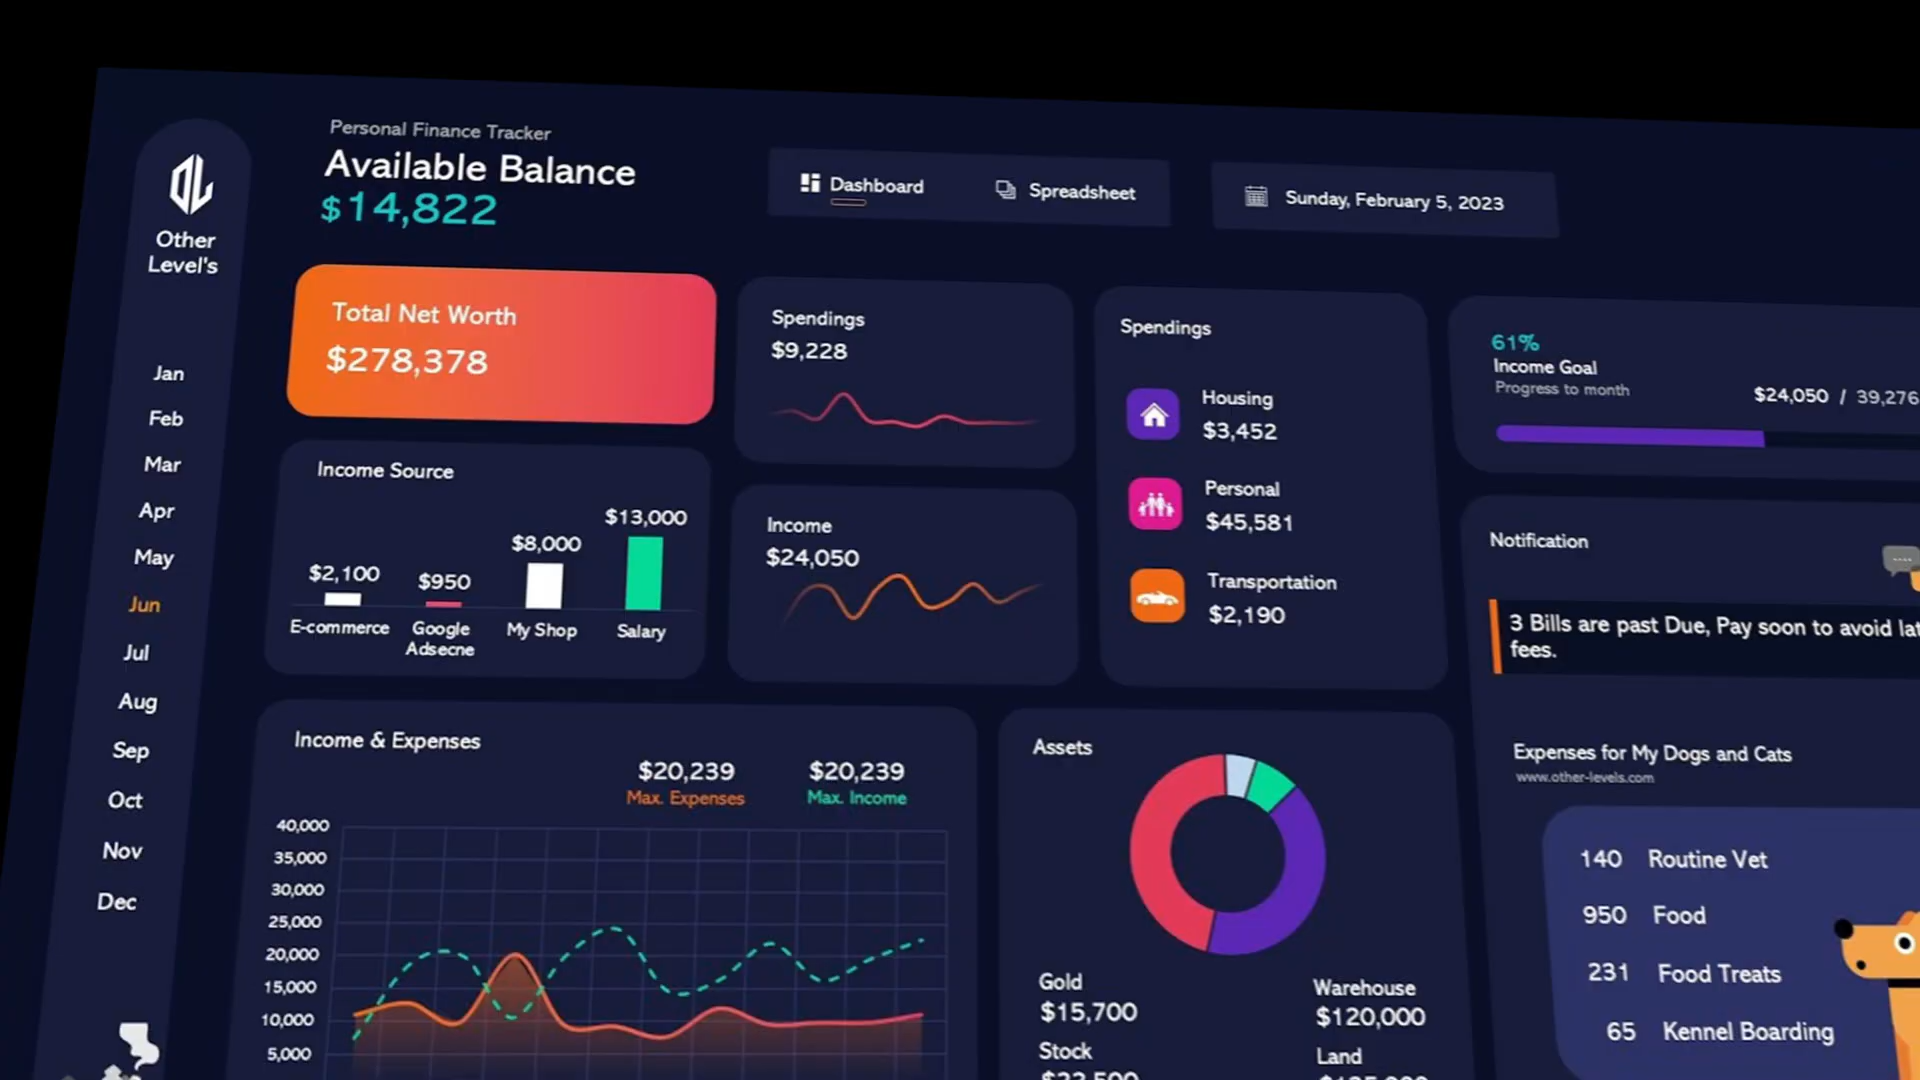 Personal Finance Tracker
Available Balance
$14,822
Dashboard
Spreadsheet
Sunday, February 5, 2023
Other
Level's
Jan
Feb
Mar
Apr
May
Jun
Jul
Aug
Sep
Oct
Nov
Dec
Total Net Worth
$278,378
Spendings
$9,228
Spendings
Housing
$3,452
Personal
$45,581
Transportation
$2,190
61%
Income Goal
Progress to month
$24,050 / 39,276
Income Source
$2,100
$950
$8,000
$13,000
E-commerce
Google
Adsecne
My Shop
Salary
Income
$24,050
Notification
3 Bills are past Due, Pay soon to avoid
fees.
Income & Expenses
$20,239
Max. Expenses
$20,239
Max. Income
40,000
35,000
30,000
25,000
20,000
15,000
10,000
5,000
Assets
Gold
$15,700
Warehouse
$120,000
Stock
Land
Expenses for My Dogs and Cats
www.other-levels.com
140 Routine Vet
950 Food
231 Food Treats
65 Kennel Boarding